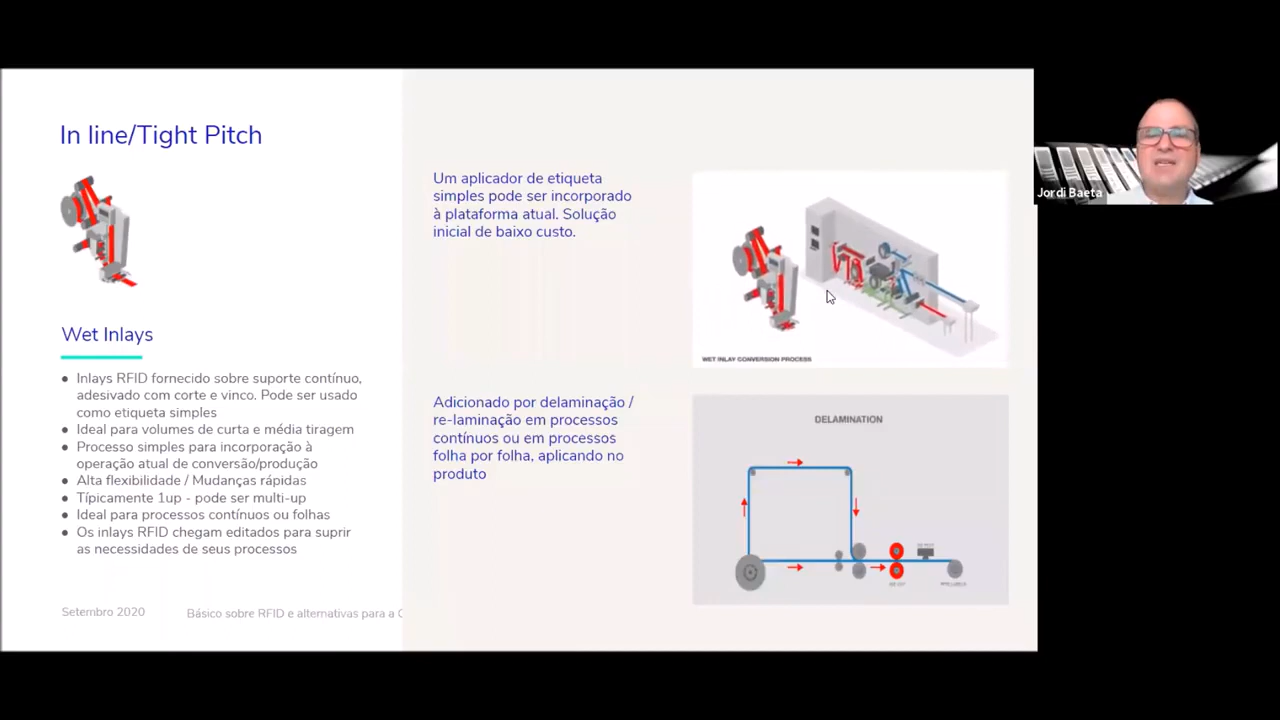 In line/Tight Pitch
Wet Inlays
● Inlays RFID fornecido sobre suporte contínuo,
adesivado com corte e vinco. Pode ser usado
como etiqueta simples
● Ideal para volumes de curta e média tiragem
● Processo simples para incorporação à
operação atual de conversão/produção
● Alta flexibilidade / Mudanças rápidas
● Típicamente 1up - pode ser multi-up
● Ideal para processos contínuos ou folhas
● Os inlays RFID chegam editados para suprir
as necessidades de seus processos
Setembro 2020
Básico sobre RFID e alternativas para a C
Um aplicador de etiqueta
simples pode ser incorporado
à plataforma atual. Solução
inicial de baixo custo.
WET INLAY CONVERSION PROCESS
Adicionado por delaminação /
re-laminação em processos
contínuos ou em processos
folha por folha, aplicando no
produto
DELAMINATION
Jordi Baeta